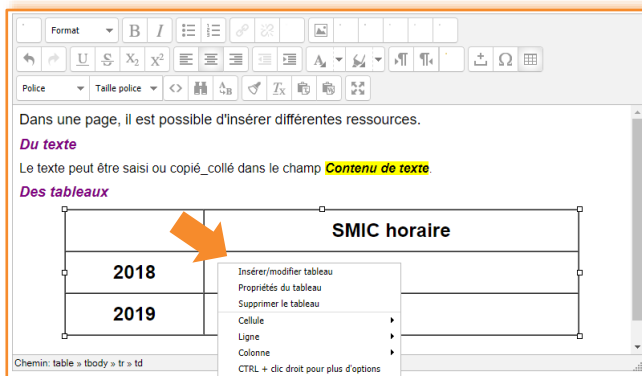 Format B I
U S X₂ X² A ¶ ¶ Ω
Police Taille police <> A B Tx T
Dans une page, il est possible d'insérer différentes ressources.
Du texte
Le texte peut être saisi ou copié_collé dans le champ Contenu de texte.
Des tableaux
SMIC horaire
2018
2019
Insérer/modifier tableau
Propriétés du tableau
Supprimer le tableau
Cellule
Ligne
Colonne
CTRL + clic droit pour plus d'options
Chemin: table » tbody » tr » td